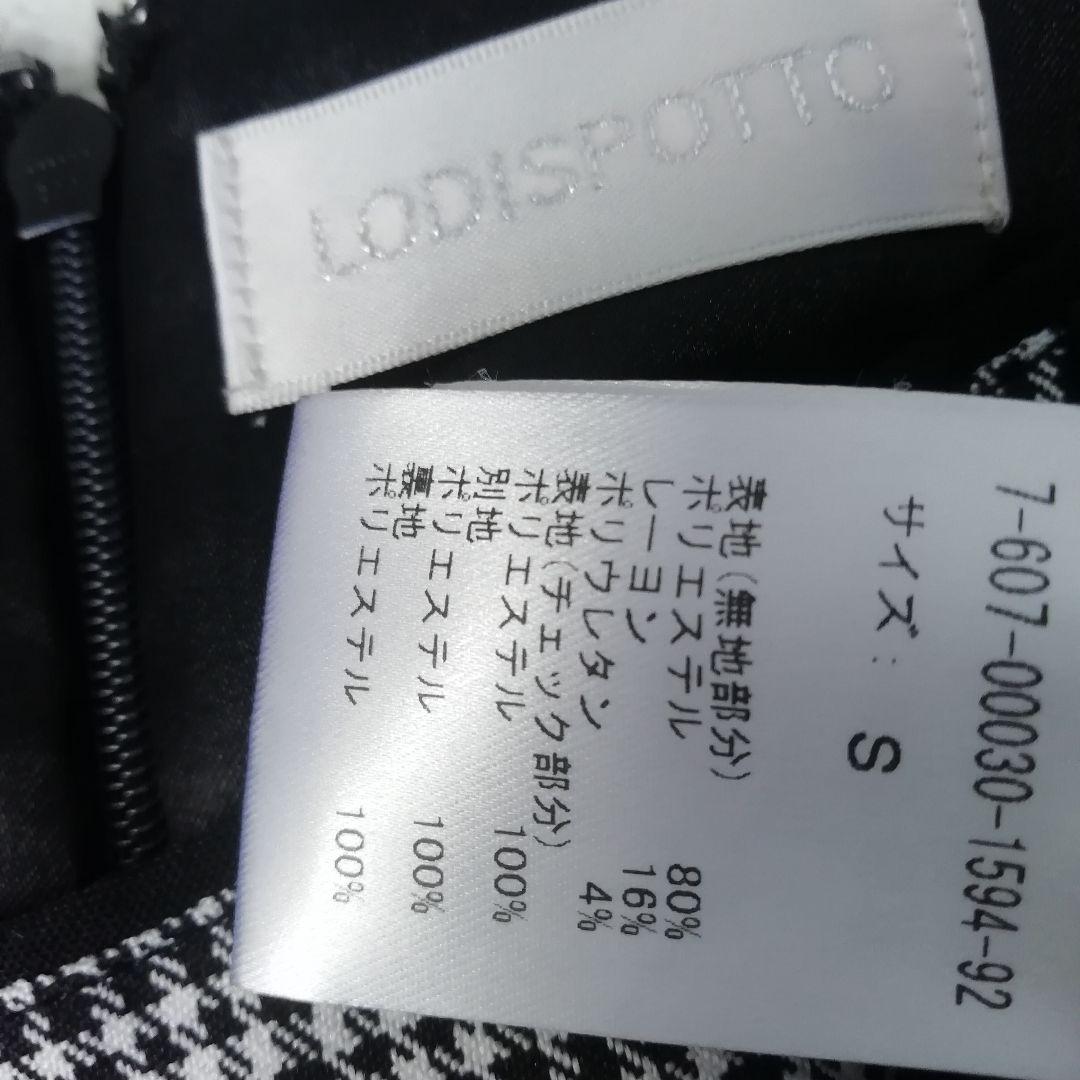 LODISPOTTO
7-607-00030-1594-92
サイズ: S
表地(無地部分)
ポリエステル 80%
レーヨン 16%
ポリウレタン 4%
表地(チェック部分)
ポリエステル 100%
別地
ポリエステル 100%
裏地
ポリエステル 100%